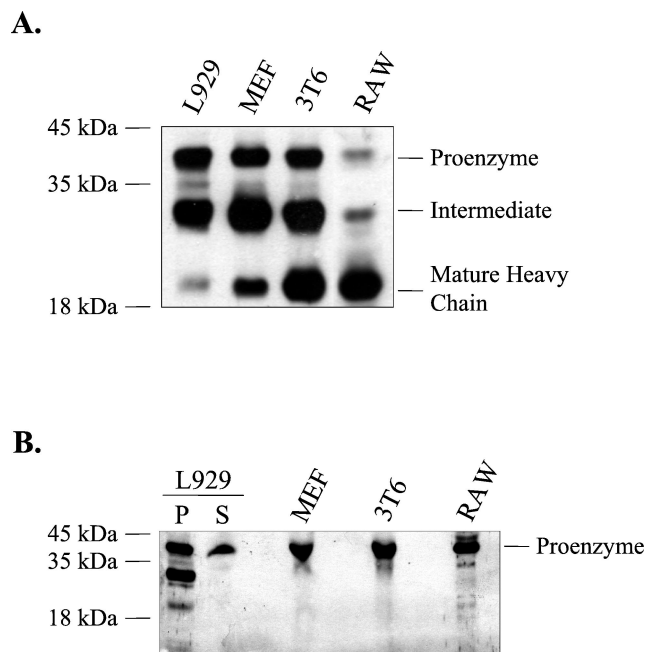 A.
L929 MEF 3T6 RAW
45 kDa
Proenzyme
35 kDa
Intermediate
Mature Heavy
Chain
18 kDa
B.
L929
P S MEF 3T6 RAW
45 kDa
Proenzyme
35 kDa
18 kDa